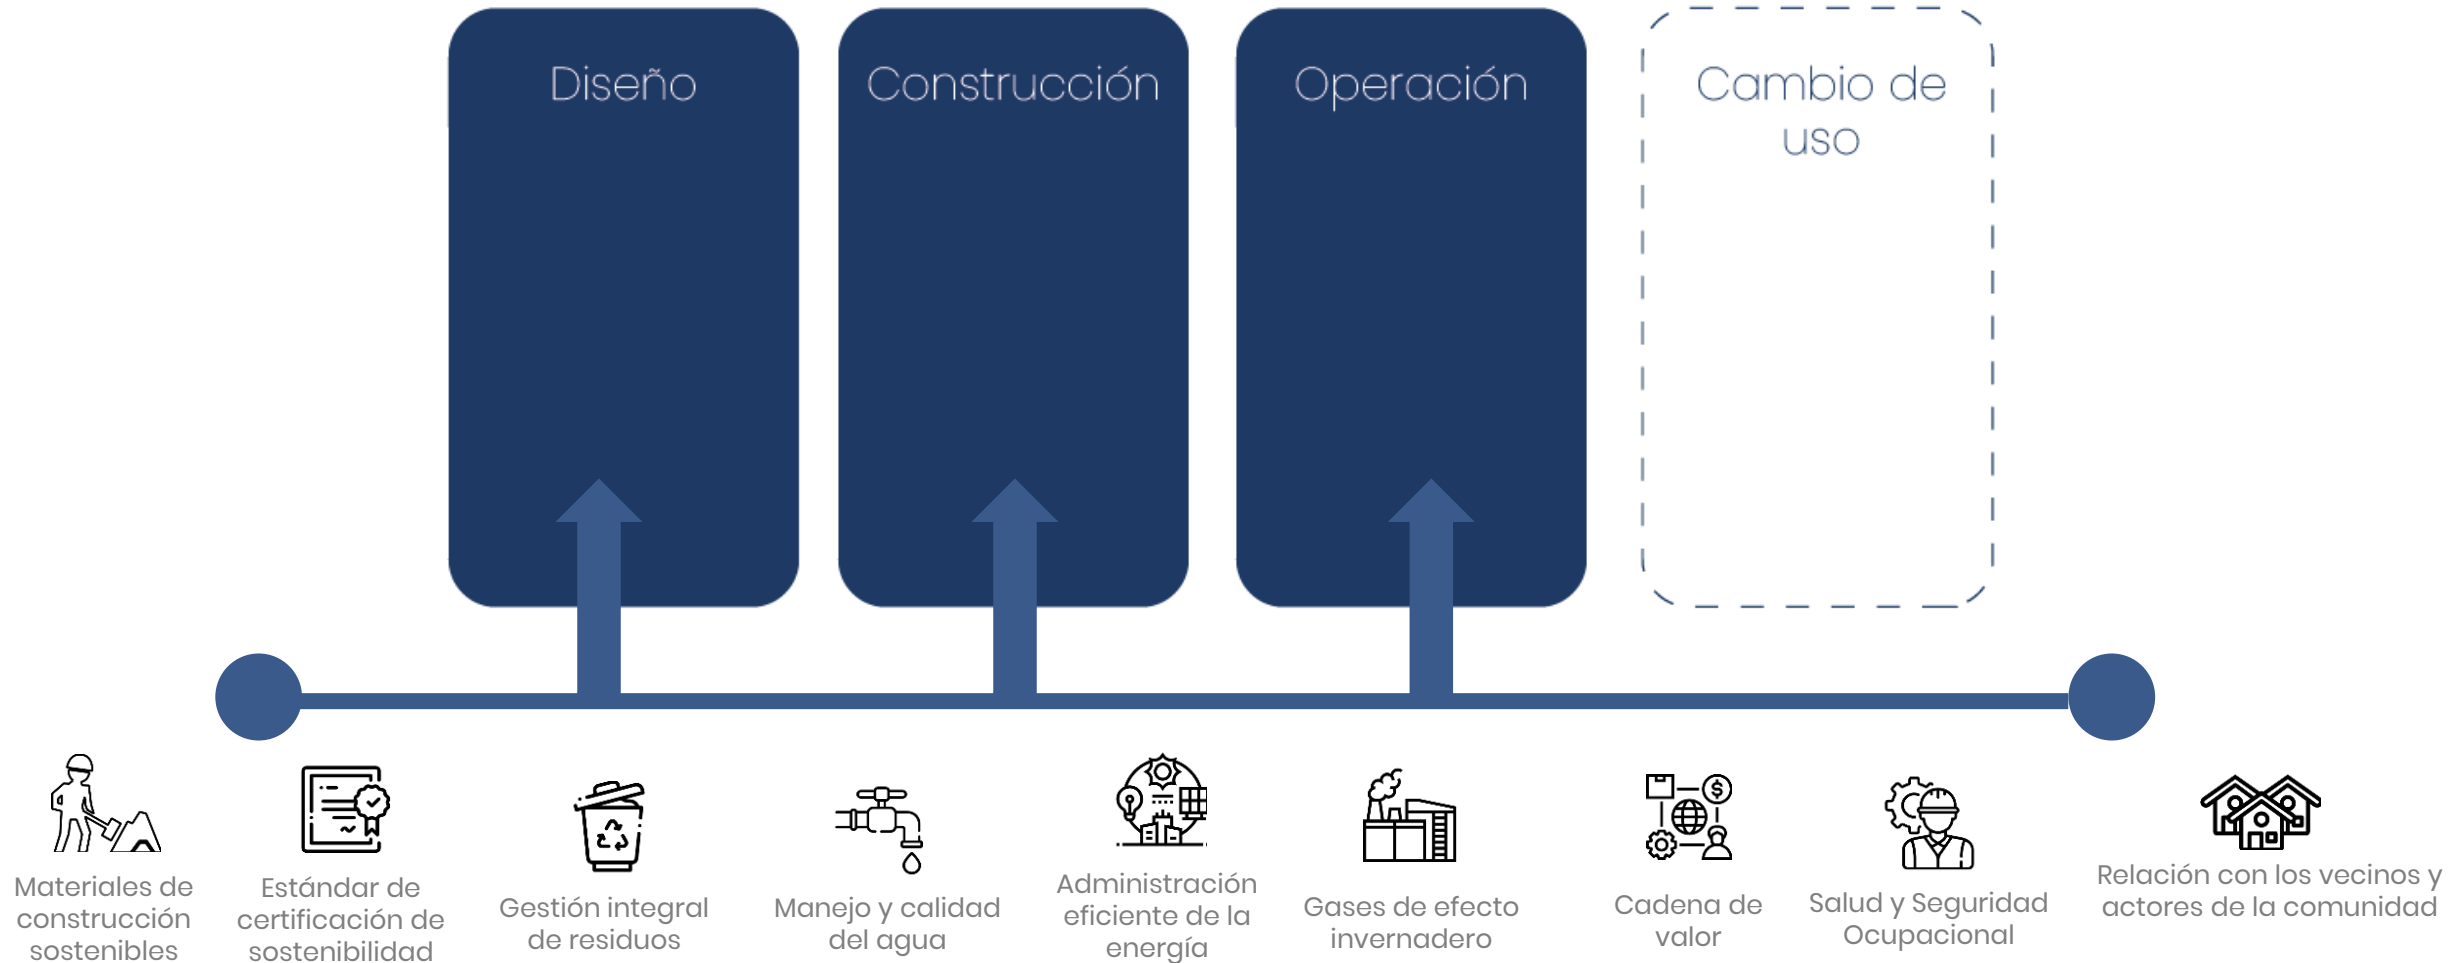 Diseño
Construcción
Operación
Cambio de
uso
Materiales de
construcción
sostenibles
Estándar de
certificación de
sostenibilidad
Gestión integral
de residuos
Manejo y calidad
del agua
Administración
eficiente de la
energía
Gases de efecto
invernadero
Cadena de
valor
Salud y Seguridad
Ocupacional
Relación con los vecinos y
actores de la comunidad